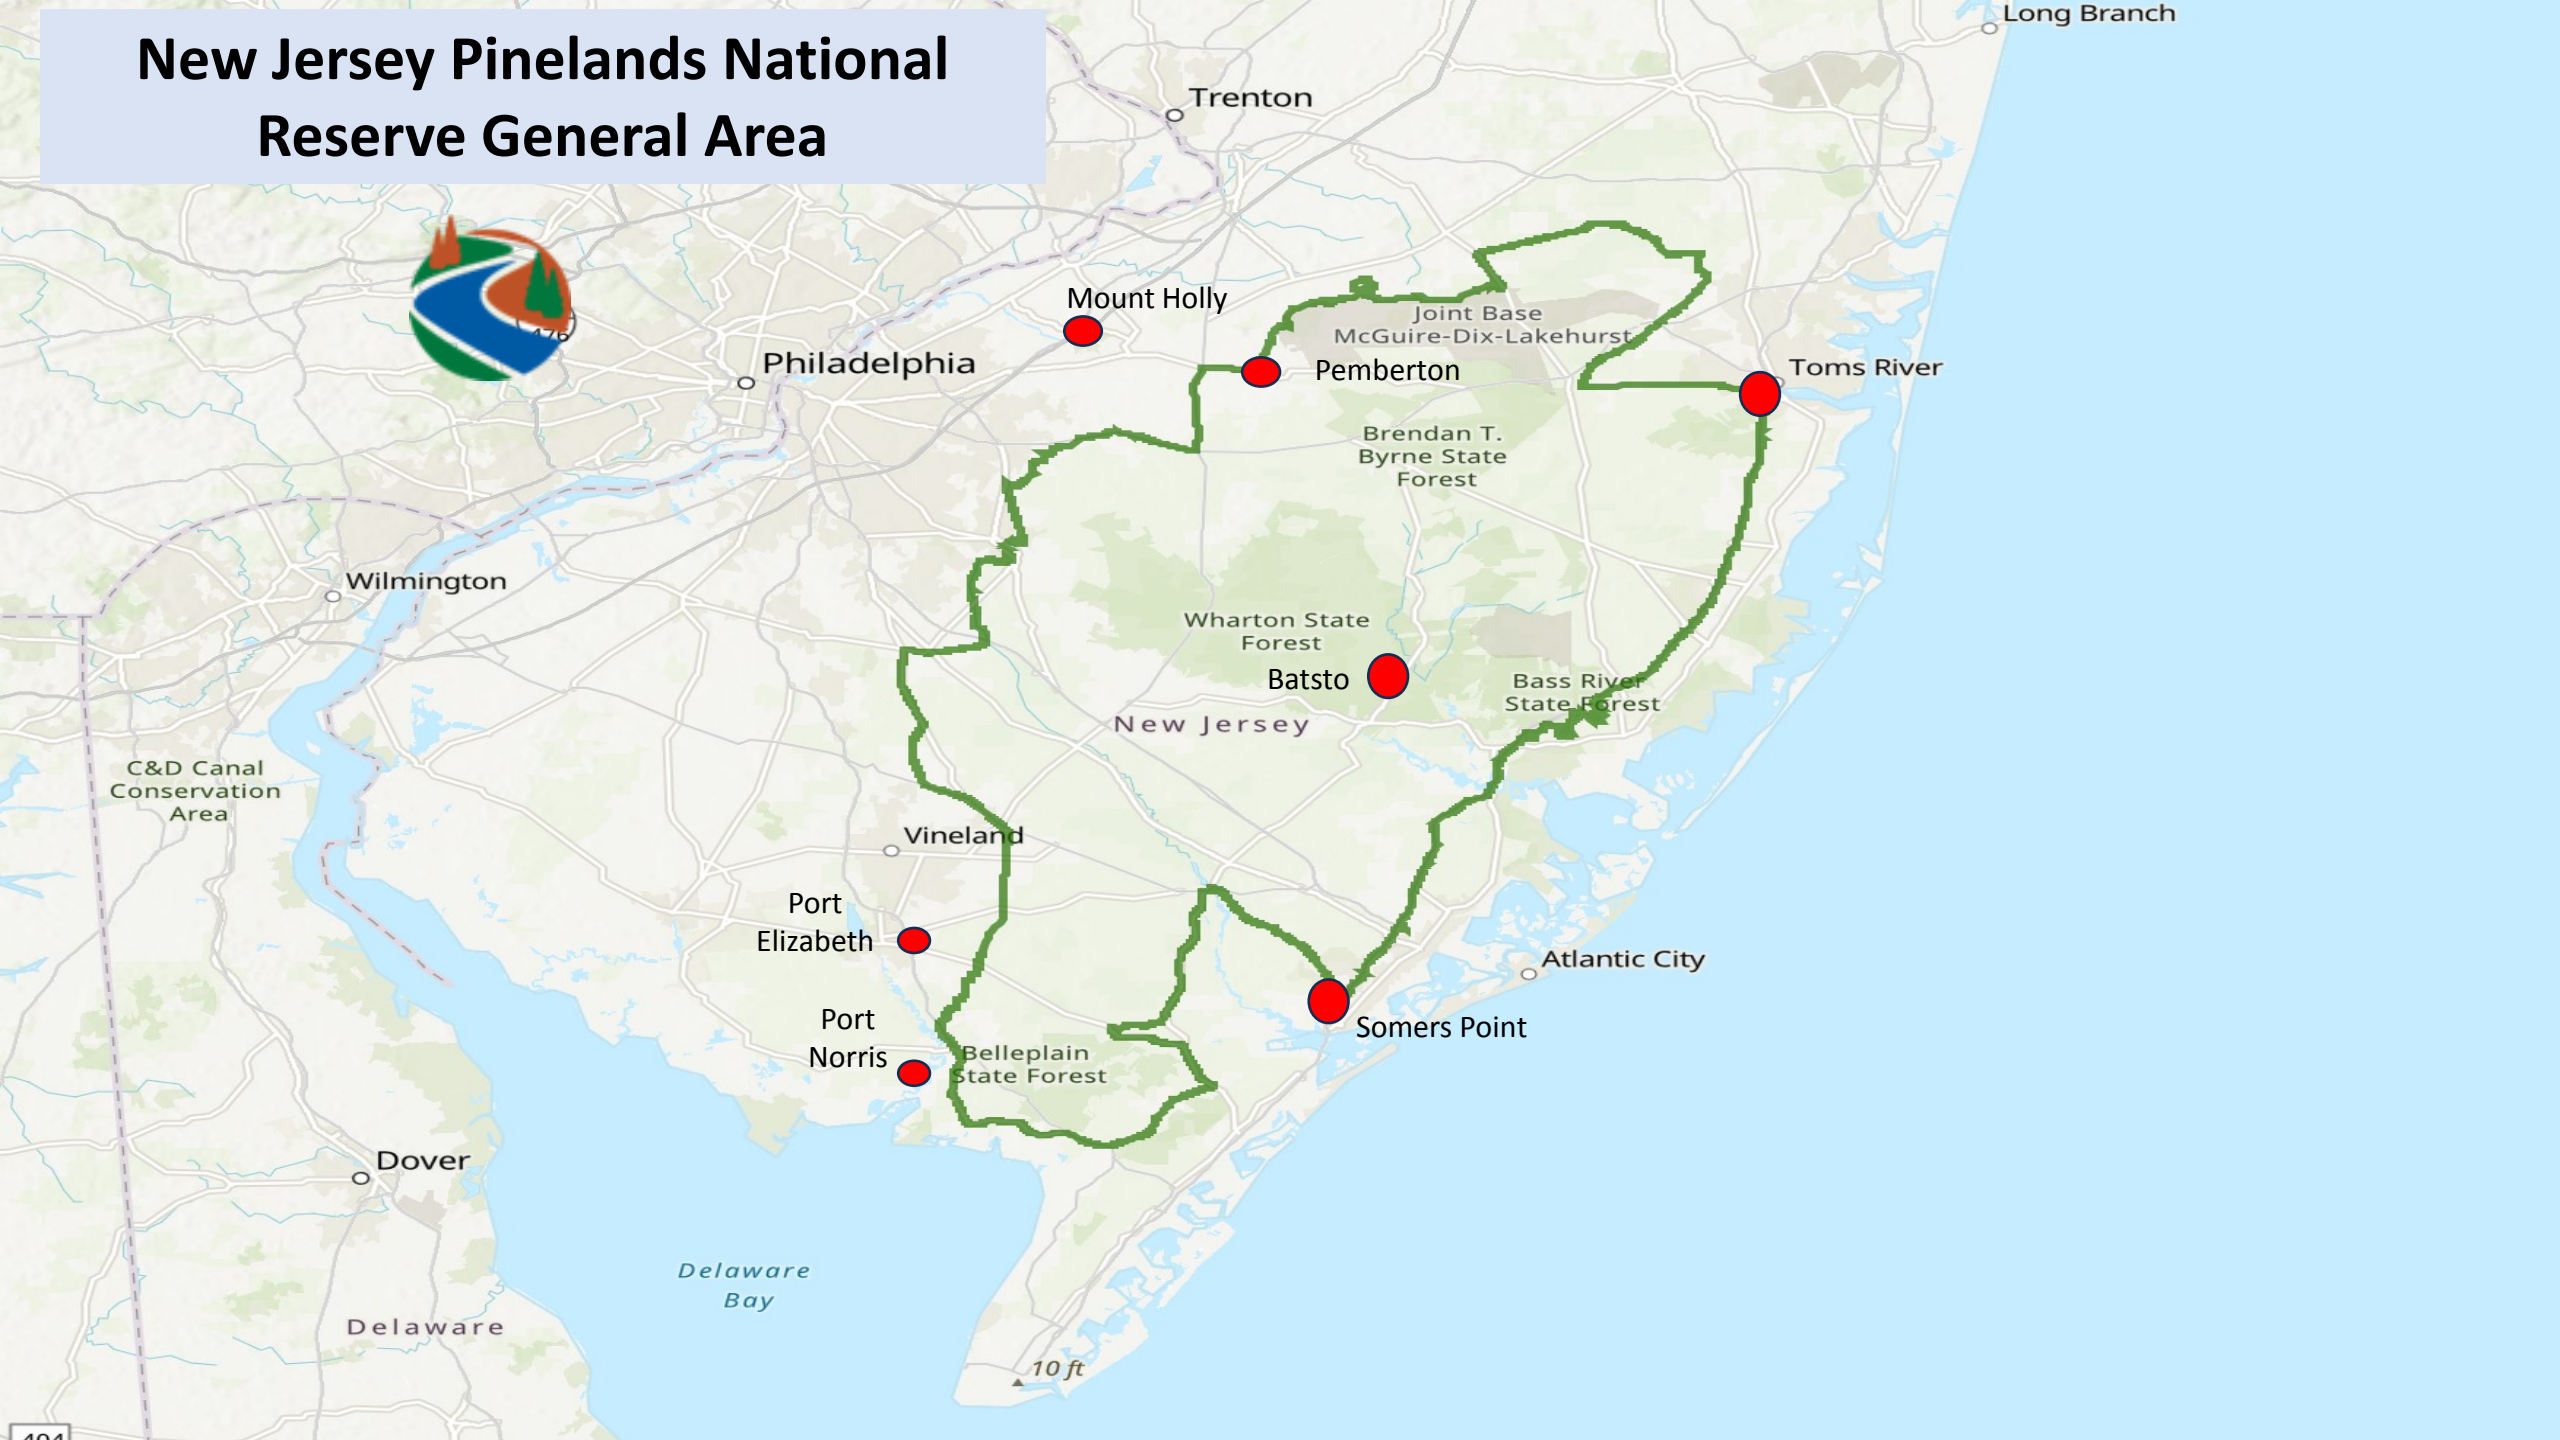 New Jersey Pinelands National
Reserve General Area
Long Branch
Trenton
Mount Holly
Joint Base
McGuire-Dix-Lakehurst
476
Philadelphia
Pemberton
Toms River
Brendan T.
Byrne State
Forest
Wilmington
Wharton State
Forest
Batsto
Bass River
State Forest
New Jersey
C&D Canal
Conservation
Area
Vineland
Port
Elizabeth
Atlantic City
Port
Norris
Somers Point
Belleplain
State Forest
Dover
Delaware
Bay
Delaware
10 ft